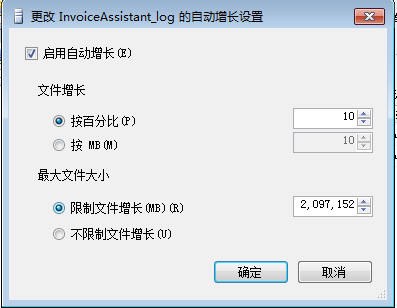 更改 InvoiceAssistant_log 的自动增长设置
启用自动增长(E)
文件增长
按百分比(P) 10
按 MB(M) 10
最大文件大小
限制文件增长(MB)(R) 2,097,152
不限制文件增长(U)
确定 取消